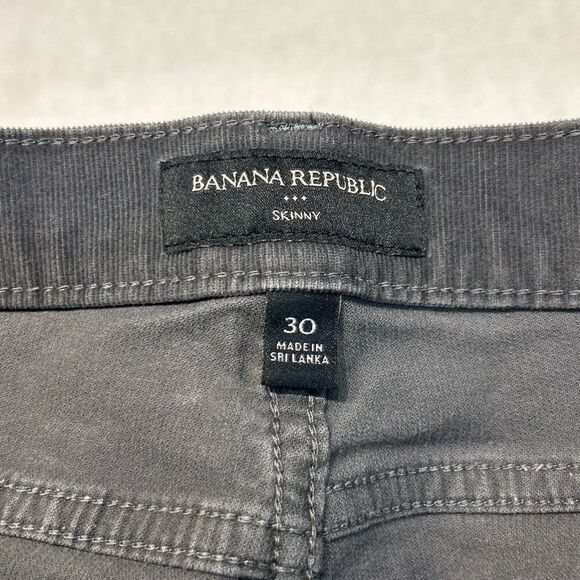 BANANA REPUBLIC
SKINNY
30
MADE IN
SRI LANKA